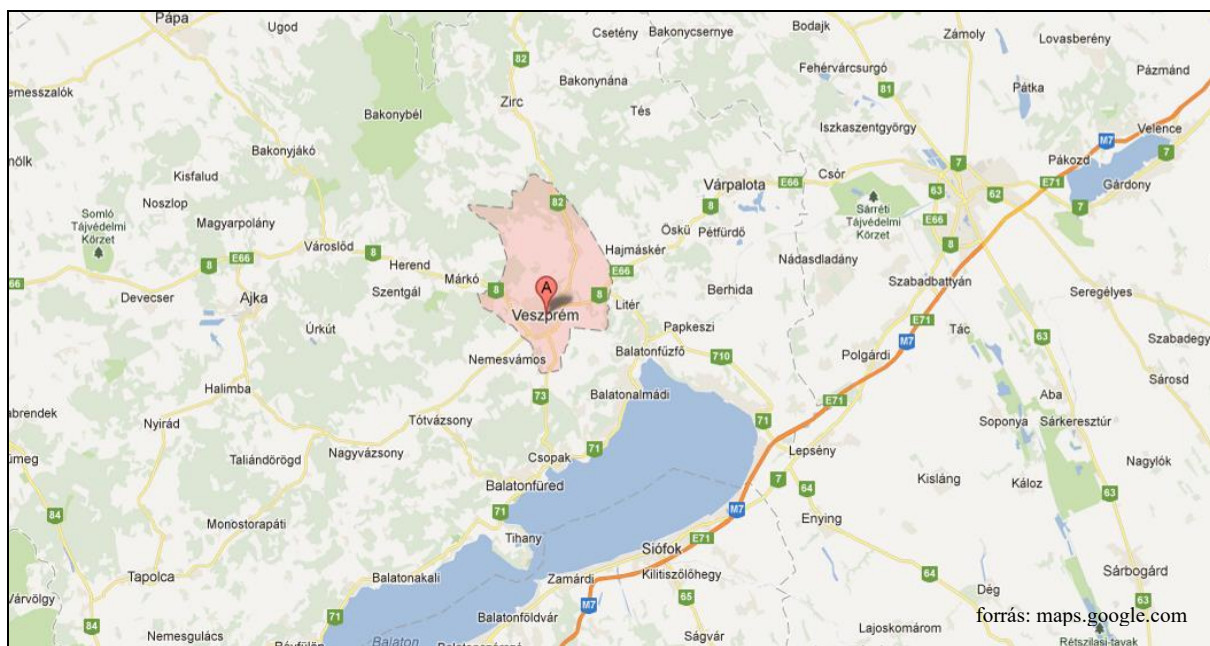 Pápa
Ugod
82
Csetény
Bakonycsernye
Bodajk
Zámoly
Lovasberény
emesszalók
Bakonybél
Zirc
Bakonynána
Tés
Fehérvárcsurgó
81
Pátka
Pázmánd
Iszkaszentgyörgy
M7
Velence
Bakonyjákó
7
Pákozd
7
Kisfalud
Várpalota
E66
Csór
63
62
E71
Gárdony
Noszlop
82
8
Sárréti
Tájvédelmi
Körzet
E66
7
Somló
Tájvédelmi
Körzet
Magyarpolány
Városlőd
Öskü
Pétfürdő
8
8
E66
8
Herend
Márkó
Hajmáskér
E66
Nádasdladány
66
Devecser
Ajka
Szentgál
8
A
8
Litér
Berhida
Szabadbattyán
Seregélyes
Veszprém
Papkeszi
E71
Tác
63
Szabadegy
Úrkút
Nemesvámos
Balatonfűzfő
710
Polgárdi
M7
Halimba
73
Balatonalmádi
Aba
Sárosd
abrendek
Nyirád
Tótvázsony
71
E71
Soponya
Sárkeresztúr
ümeg
Taliándörögd
Nagyvázsony
Csopak
71
Lepsény
Nagylók
Balatonfüred
7
64
Kisláng
Káloz
63
84
Monostorapáti
71
M7
Enying
Tihany
Siófok
E71
Tapolca
Balatonakali
Zamárdi
Kilitiszőlőhegy
64
Sárbogárd
Várvölgy
71
M7
65
Dég
63
84
Nemesgulács
Balatonföldvár
forrás: maps.google.com
Révfülöp
Balaton
Ságvár
Lajoskomárom
Rétszilasi-tavak